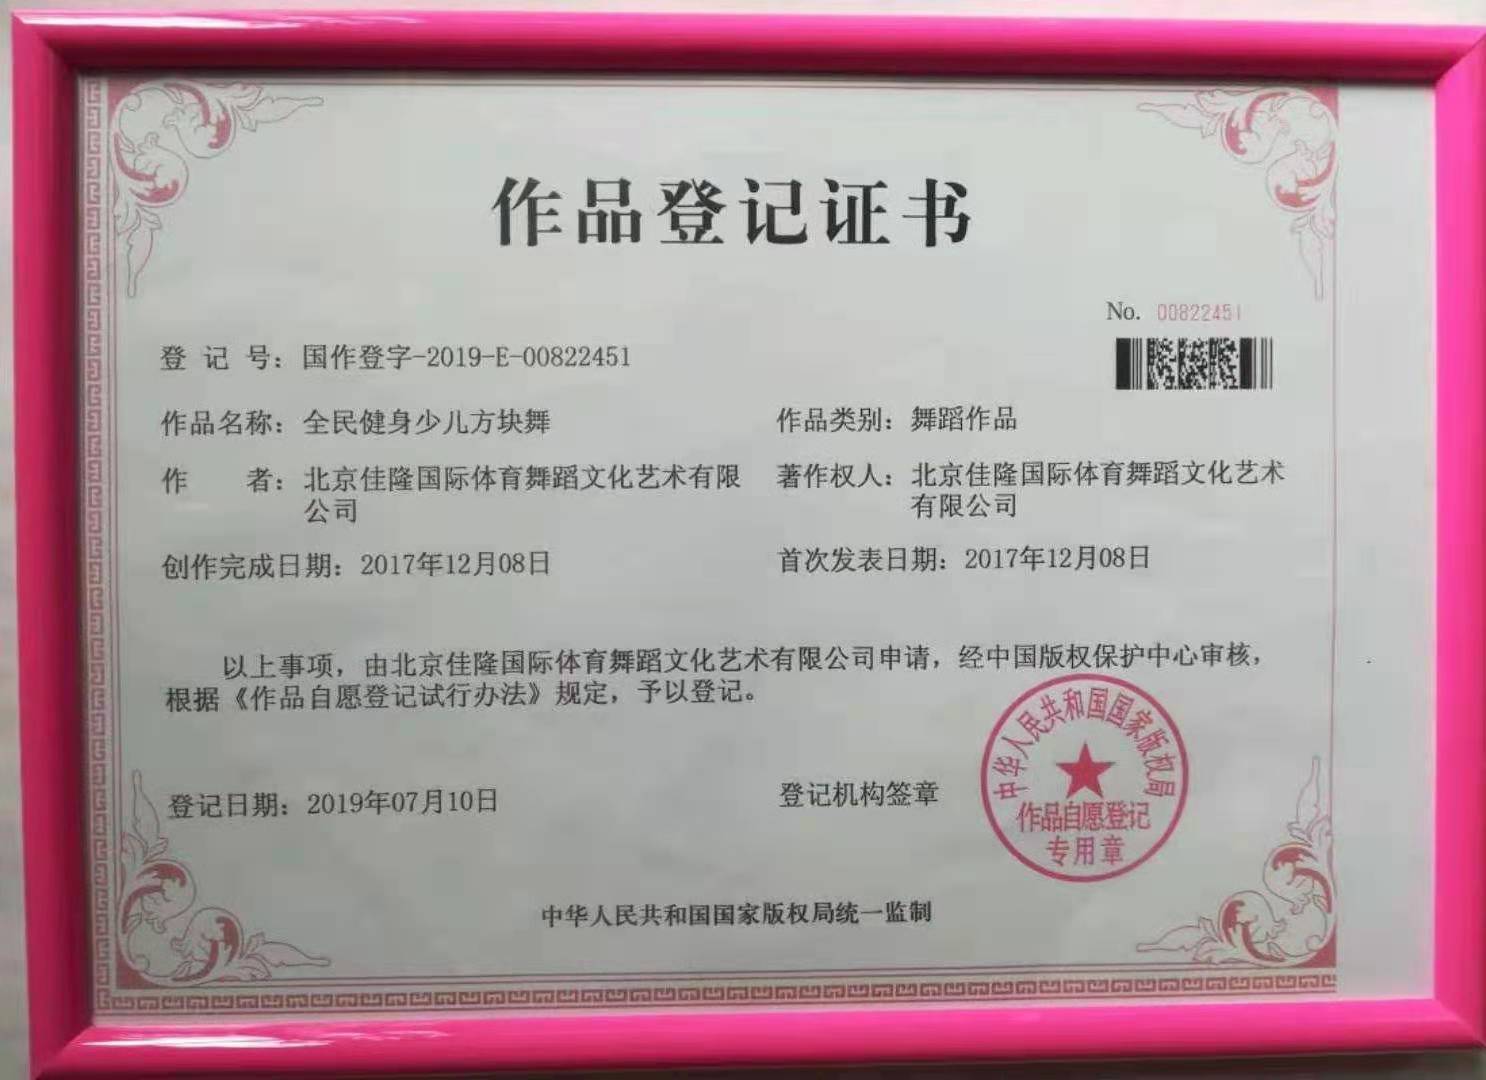 作品登记证书
No. 00822451
登 记 号：国作登字-2019-E-00822451
作品名称：全民健身少儿方块舞
作品类别：舞蹈作品
作 者：北京佳隆国际体育舞蹈文化艺术有限
公司
著作权人：北京佳隆国际体育舞蹈文化艺术
有限公司
创作完成日期：2017年12月08日
首次发表日期：2017年12月08日
以上事项，由北京佳隆国际体育舞蹈文化艺术有限公司申请，经中国版权保护中心审核，
根据《作品自愿登记试行办法》规定，予以登记。
登记日期：2019年07月10日
登记机构签章
中华人民共和国国家版权局
作品自愿登记
专用章
中华人民共和国国家版权局统一监制